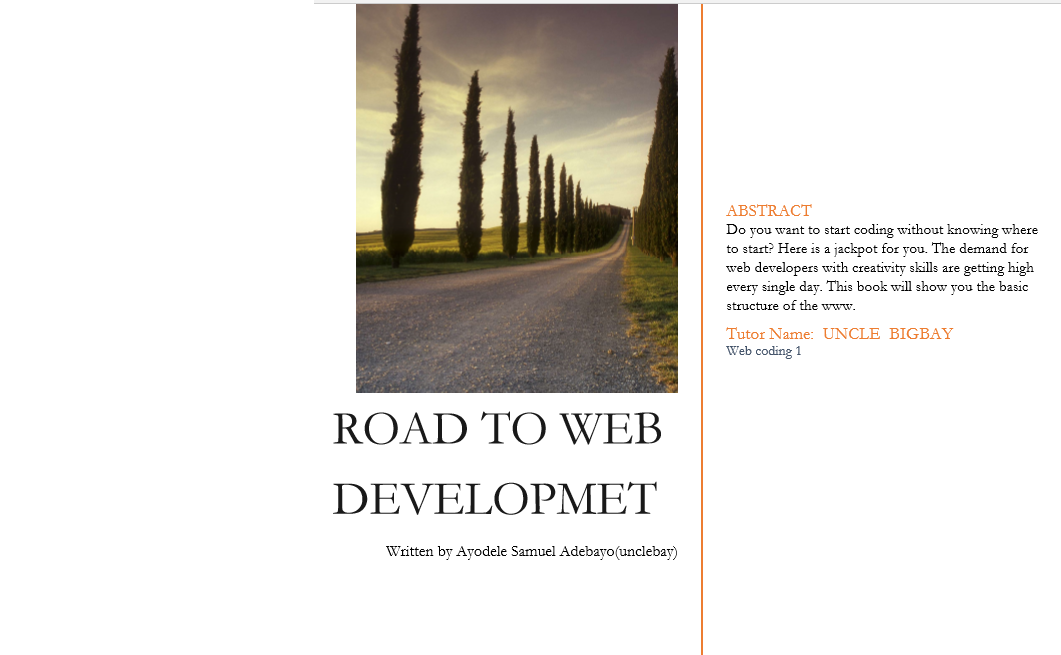 ROAD TO WEB
DEVELOPMET
Written by Ayodele Samuel Adebayo(unclebay)
ABSTRACT
Do you want to start coding without knowing where
to start? Here is a jackpot for you. The demand for
web developers with creativity skills are getting high
every single day. This book will show you the basic
structure of the www.
Tutor Name: UNCLE BIGBAY
Web coding 1